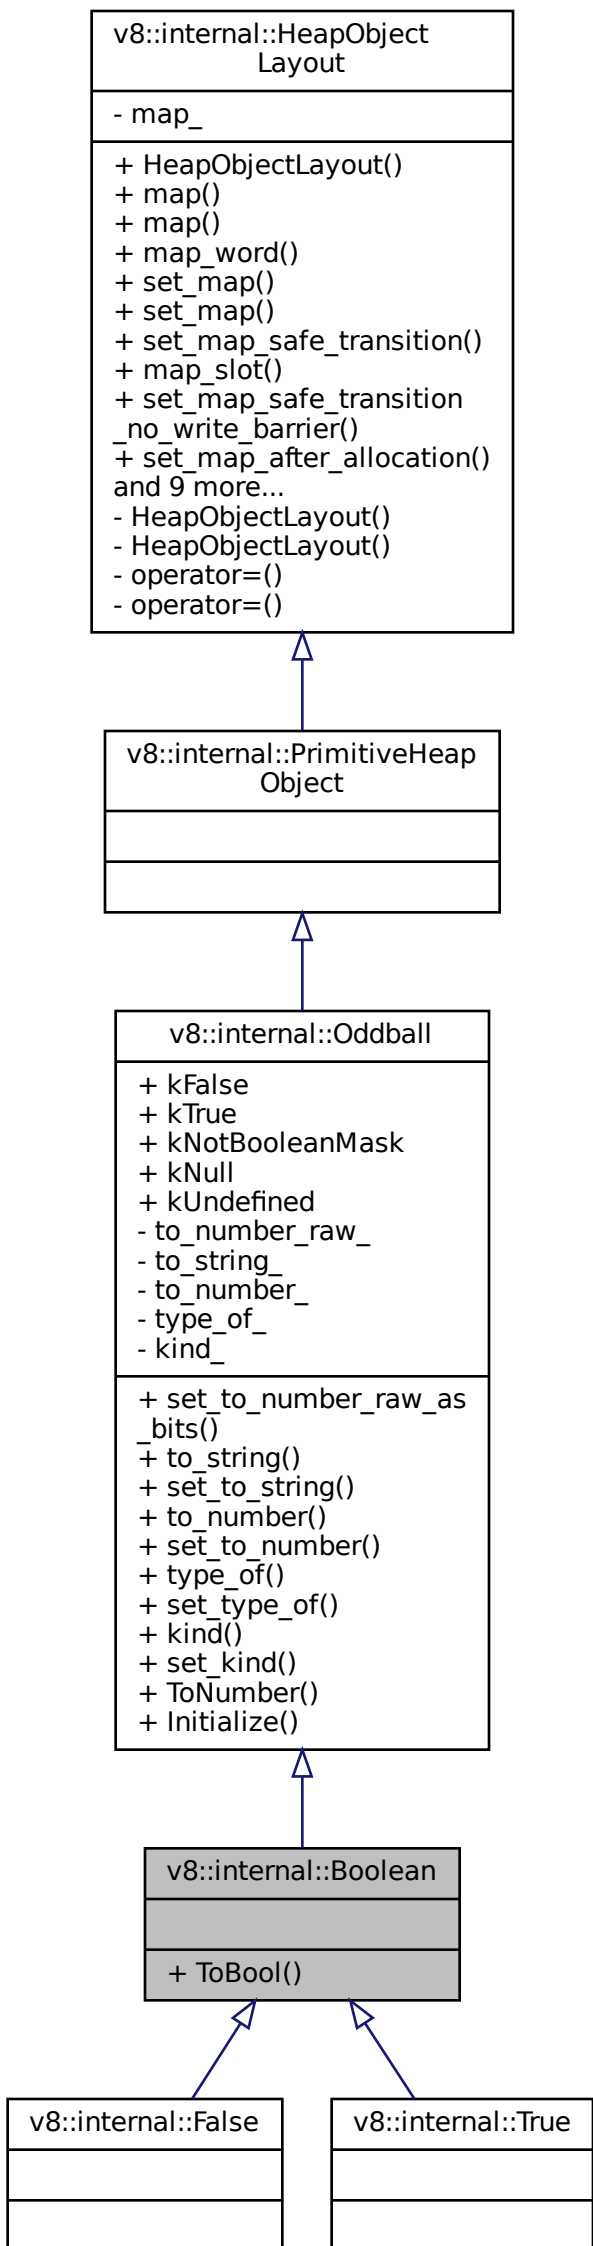 v8::internal::HeapObject
Layout
- map_
+ HeapObjectLayout()
+ map()
+ map()
+ map_word()
+ set_map()
+ set_map()
+ set_map_safe_transition()
+ map_slot()
+ set_map_safe_transition
_no_write_barrier()
+ set_map_after_allocation()
and 9 more...
- HeapObjectLayout()
- HeapObjectLayout()
- operator=()
- operator=()
v8::internal::PrimitiveHeap
Object
v8::internal::Oddball
+ kFalse
+ kTrue
+ kNotBooleanMask
+ kNull
+ kUndefined
- to_number_raw_
- to_string_
- to_number_
- type_of_
- kind_
+ set_to_number_raw_as
_bits()
+ to_string()
+ set_to_string()
+ to_number()
+ set_to_number()
+ type_of()
+ set_type_of()
+ kind()
+ set_kind()
+ ToNumber()
+ Initialize()
v8::internal::Boolean
+ ToBool()
v8::internal::False
v8::internal::True